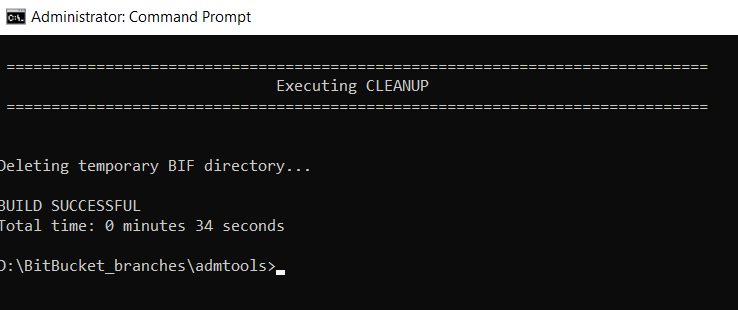 Administrator: Command Prompt
==============================================================================
Executing CLEANUP
==============================================================================
Deleting temporary BIF directory...
BUILD SUCCESSFUL
Total time: 0 minutes 34 seconds
D:\BitBucket_branches\admtools>